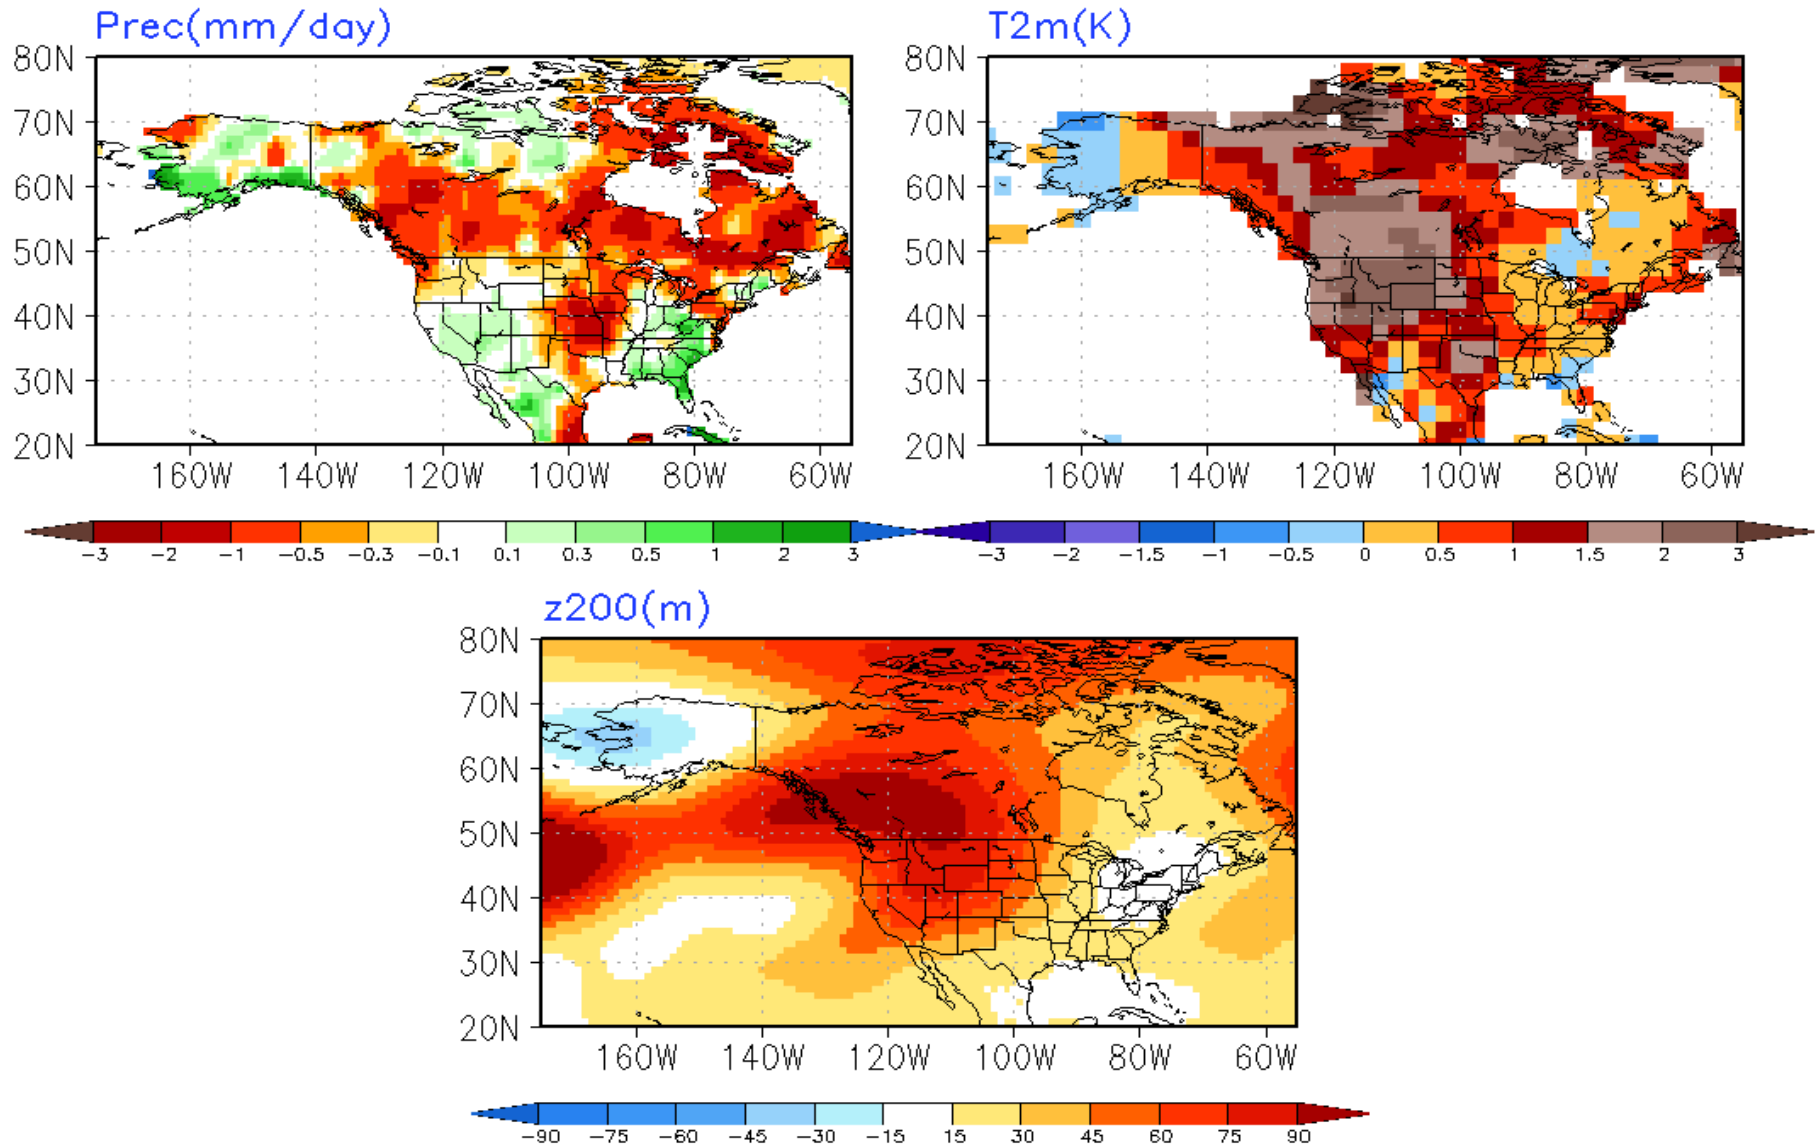 Prec(mm/day)
80N
70N
60N
50N
40N
30N
20N
160W 140W 120W 100W 80W 60W
-3 -2 -1 -0.5 -0.3 -0.1 0.1 0.3 0.5 1 2 3
T2m(K)
80N
70N
60N
50N
40N
30N
20N
160W 140W 120W 100W 80W 60W
-3 -2 -1.5 -1 -0.5 0 0.5 1 1.5 2 3
z200(m)
80N
70N
60N
50N
40N
30N
20N
160W 140W 120W 100W 80W 60W
-90 -75 -60 -45 -30 -15 15 30 45 60 75 90